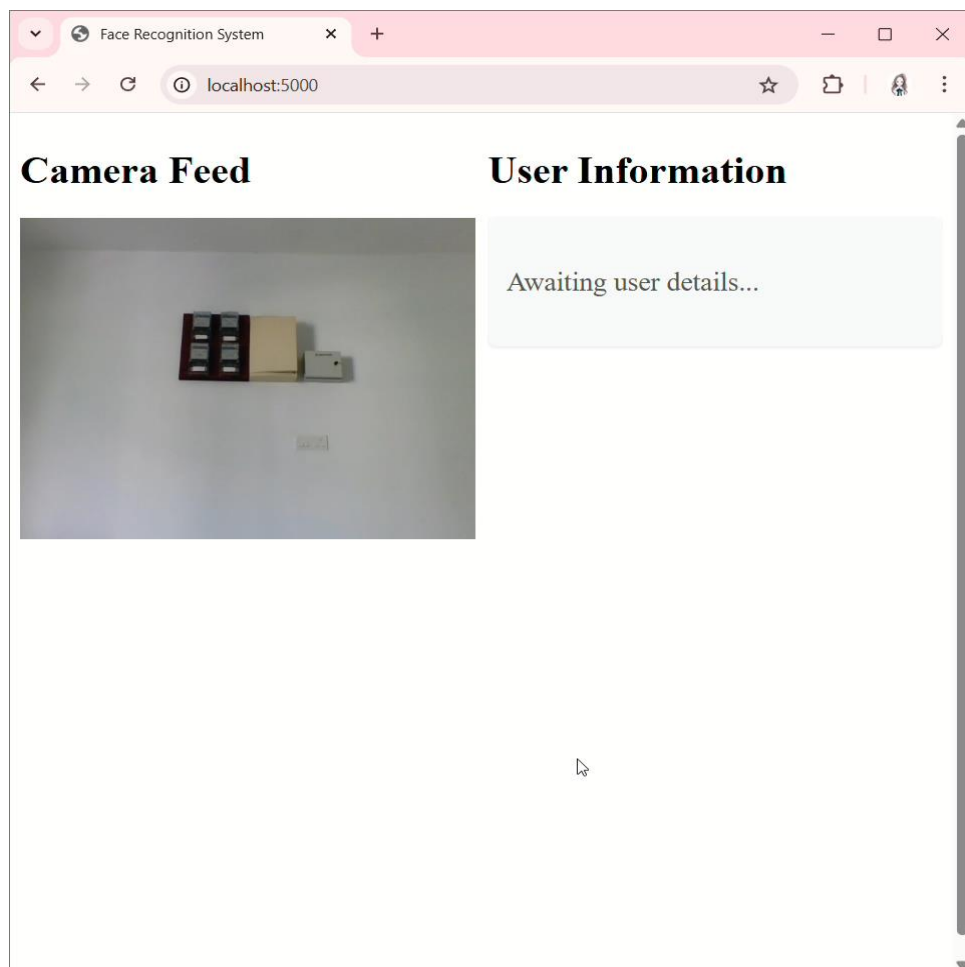 Face Recognition System
localhost:5000
Camera Feed
User Information
Awaiting user details...